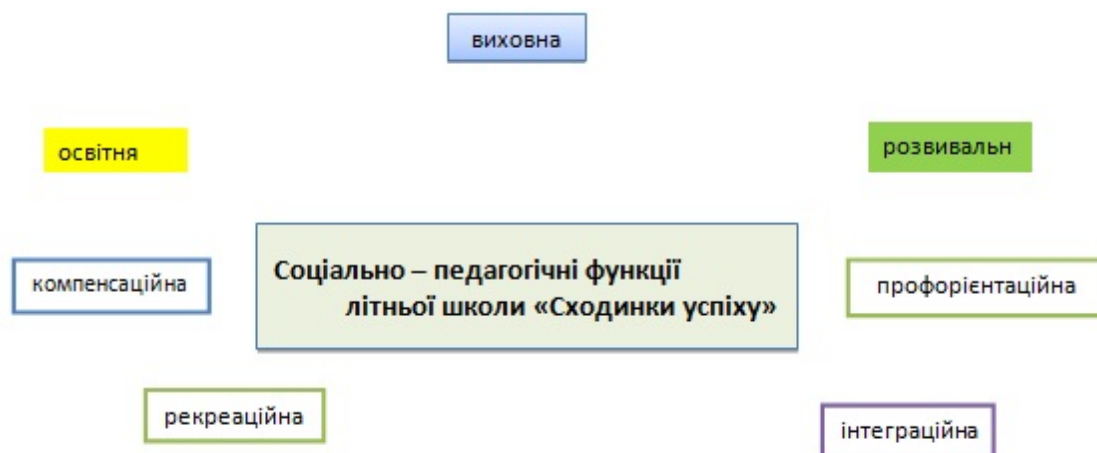 виховна
освітня
розвивальн
Соціально – педагогічні функції
літньої школи «Сходинки успіху»
компенсаційна
профорієнтаційна
рекреаційна
інтеграційна